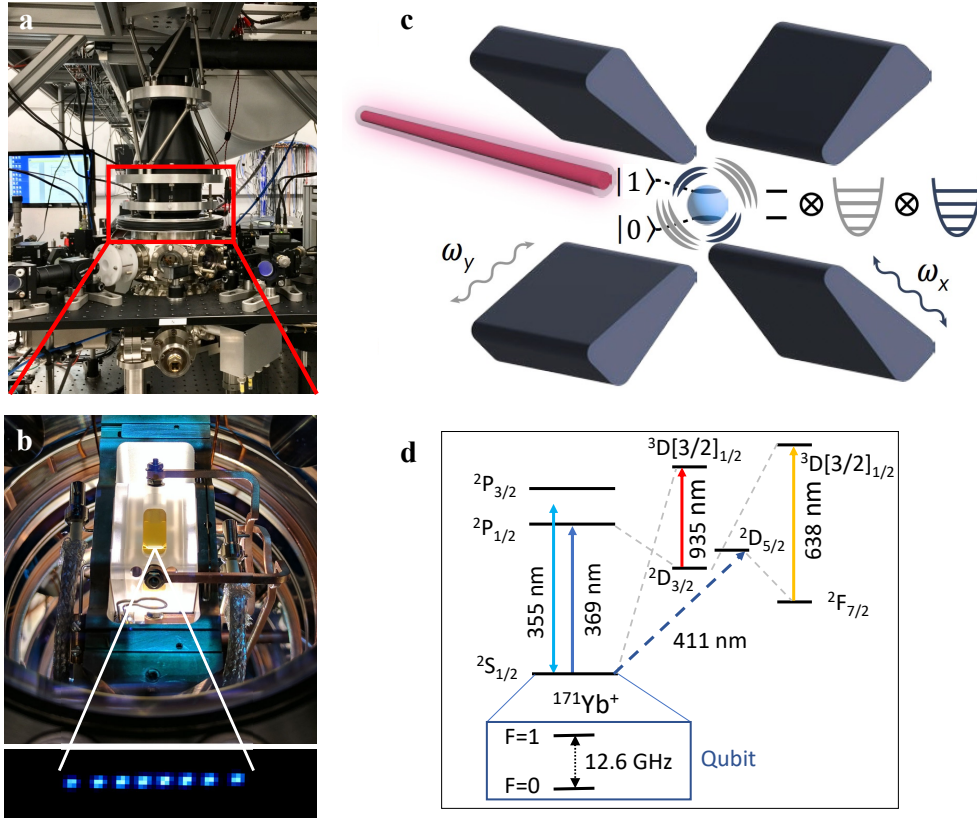 a
b
c
|1⟩
|0⟩
⊗ ⊗
ω_y
ω_x
d
³D[3/2]₁/₂
³D[3/2]₁/₂
²P₃/₂
²P₁/₂
935 nm
638 nm
²D₅/₂
²D₃/₂
²F₇/₂
355 nm
369 nm
411 nm
²S₁/₂
¹⁷¹Yb⁺
F=1
12.6 GHz
F=0
Qubit